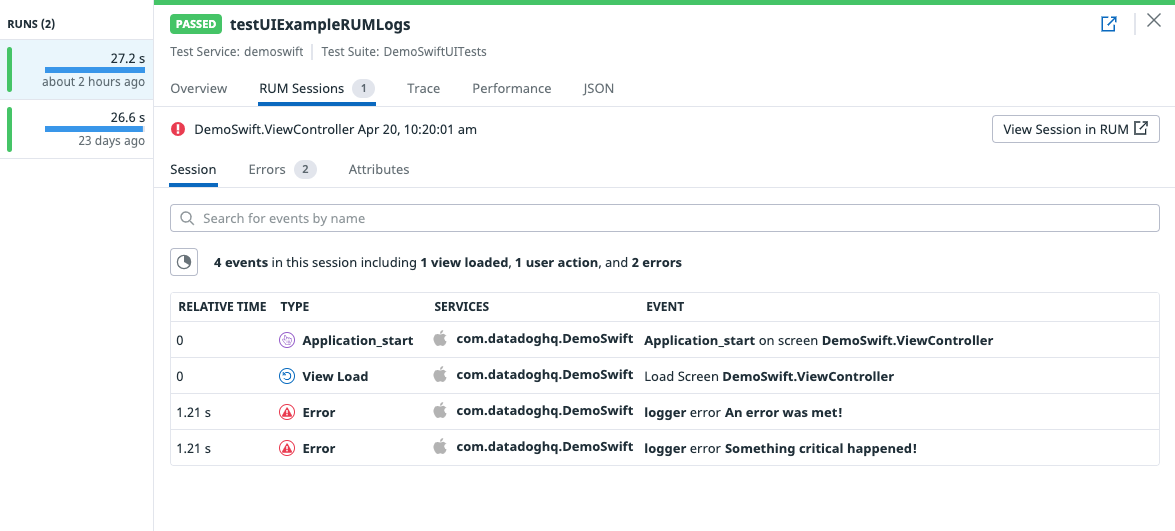 RUNS (2)
27.2 s
about 2 hours ago
26.6 s
23 days ago
PASSED testUIExampleRUMLogs
Test Service: demoswift Test Suite: DemoSwiftUITests
Overview RUM Sessions 1 Trace Performance JSON
DemoSwift.ViewController Apr 20, 10:20:01 am View Session in RUM
Session Errors 2 Attributes
Search for events by name
4 events in this session including 1 view loaded, 1 user action, and 2 errors
RELATIVE TIME TYPE SERVICES EVENT
0 Application_start com.datadoghq.DemoSwift Application_start on screen DemoSwift.ViewController
0 View Load com.datadoghq.DemoSwift Load Screen DemoSwift.ViewController
1.21 s Error com.datadoghq.DemoSwift logger error An error was met!
1.21 s Error com.datadoghq.DemoSwift logger error Something critical happened!